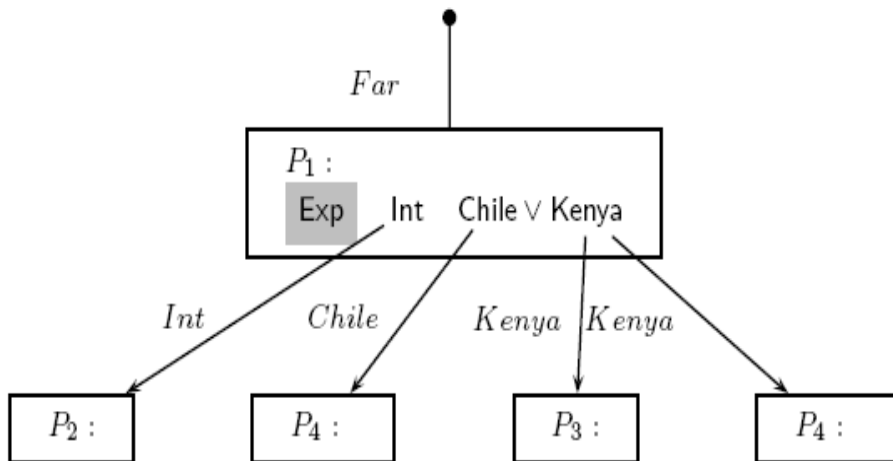 Far
P₁ :
Exp Int Chile ∨ Kenya
Int Chile Kenya Kenya
P₂ : P₄ : P₃ : P₄ :